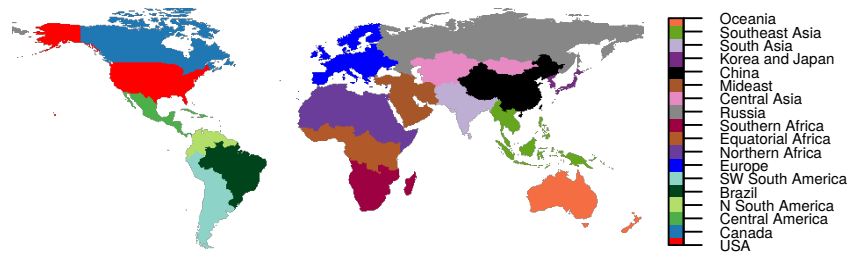 Oceania
Southeast Asia
South Asia
Korea and Japan
China
Mideast
Central Asia
Russia
Southern Africa
Equatorial Africa
Northern Africa
Europe
SW South America
Brazil
N South America
Central America
Canada
USA